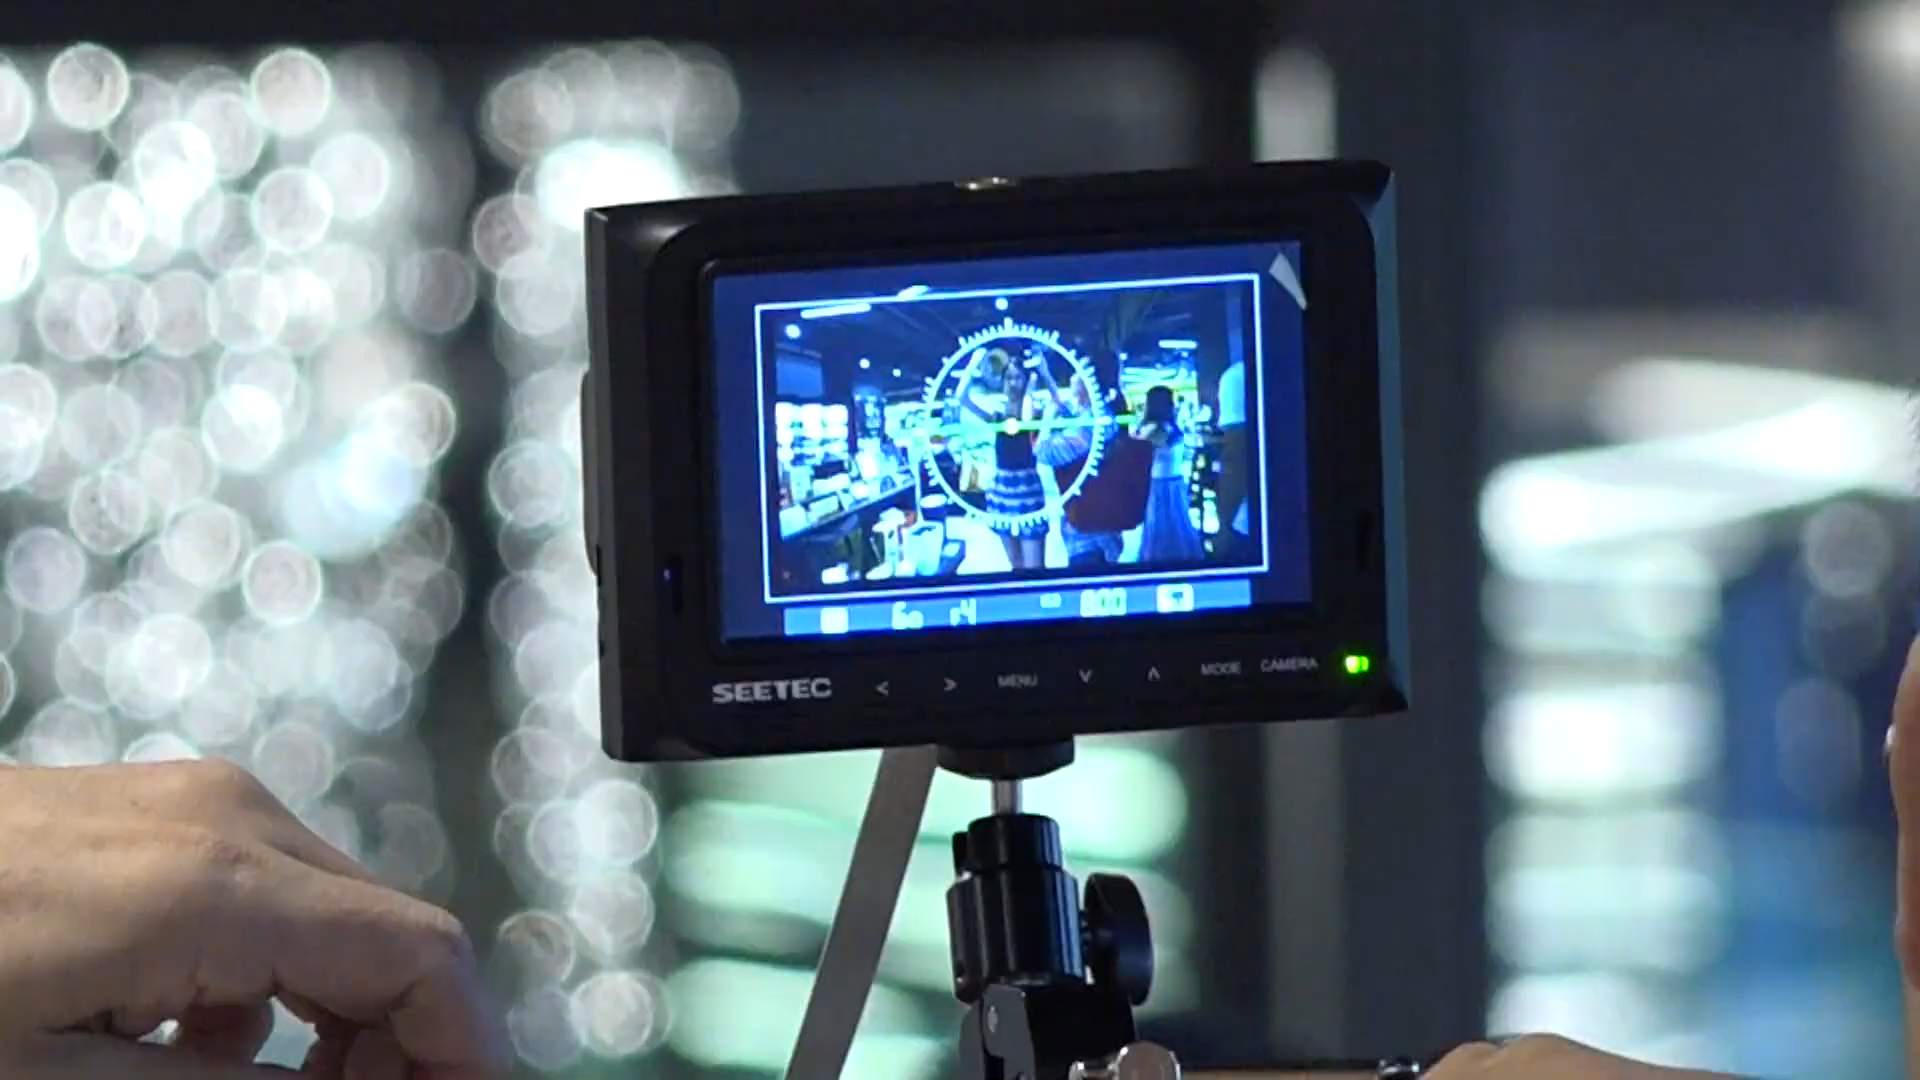 SEETEC < > MENU ∨ ∧ MODE CAMERA